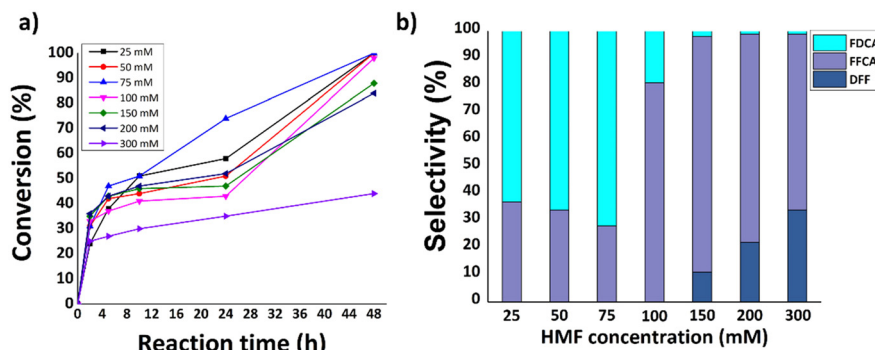 a)
Conversion (%)
100
90
80
70
60
50
40
30
20
10
0
25 mM
50 mM
75 mM
100 mM
150 mM
200 mM
300 mM
0 4 8 12 16 20 24 28 32 36 40 44 48
Reaction time (h)
b)
Selectivity (%)
100
90
80
70
60
50
40
30
20
10
0
FDCA
FFCA
DFF
25 50 75 100 150 200 300
HMF concentration (mM)